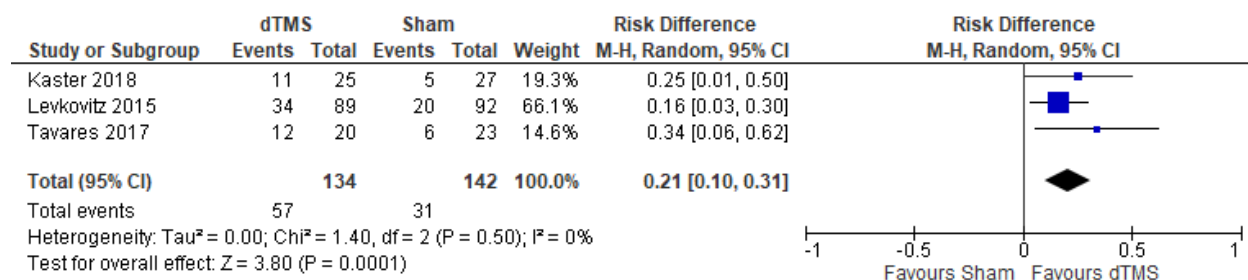 dTMS Sham Risk Difference Risk Difference
Study or Subgroup Events Total Events Total Weight M-H, Random, 95% CI M-H, Random, 95% CI
Kaster 2018 11 25 5 27 19.3% 0.25 [0.01, 0.50]
Levkovitz 2015 34 89 20 92 66.1% 0.16 [0.03, 0.30]
Tavares 2017 12 20 6 23 14.6% 0.34 [0.06, 0.62]
Total (95% CI) 134 142 100.0% 0.21 [0.10, 0.31]
Total events 57 31
Heterogeneity: Tau² = 0.00; Chi² = 1.40, df = 2 (P = 0.50); I² = 0%
Test for overall effect: Z = 3.80 (P = 0.0001)
-1 -0.5 0 0.5 1
Favours Sham Favours dTMS